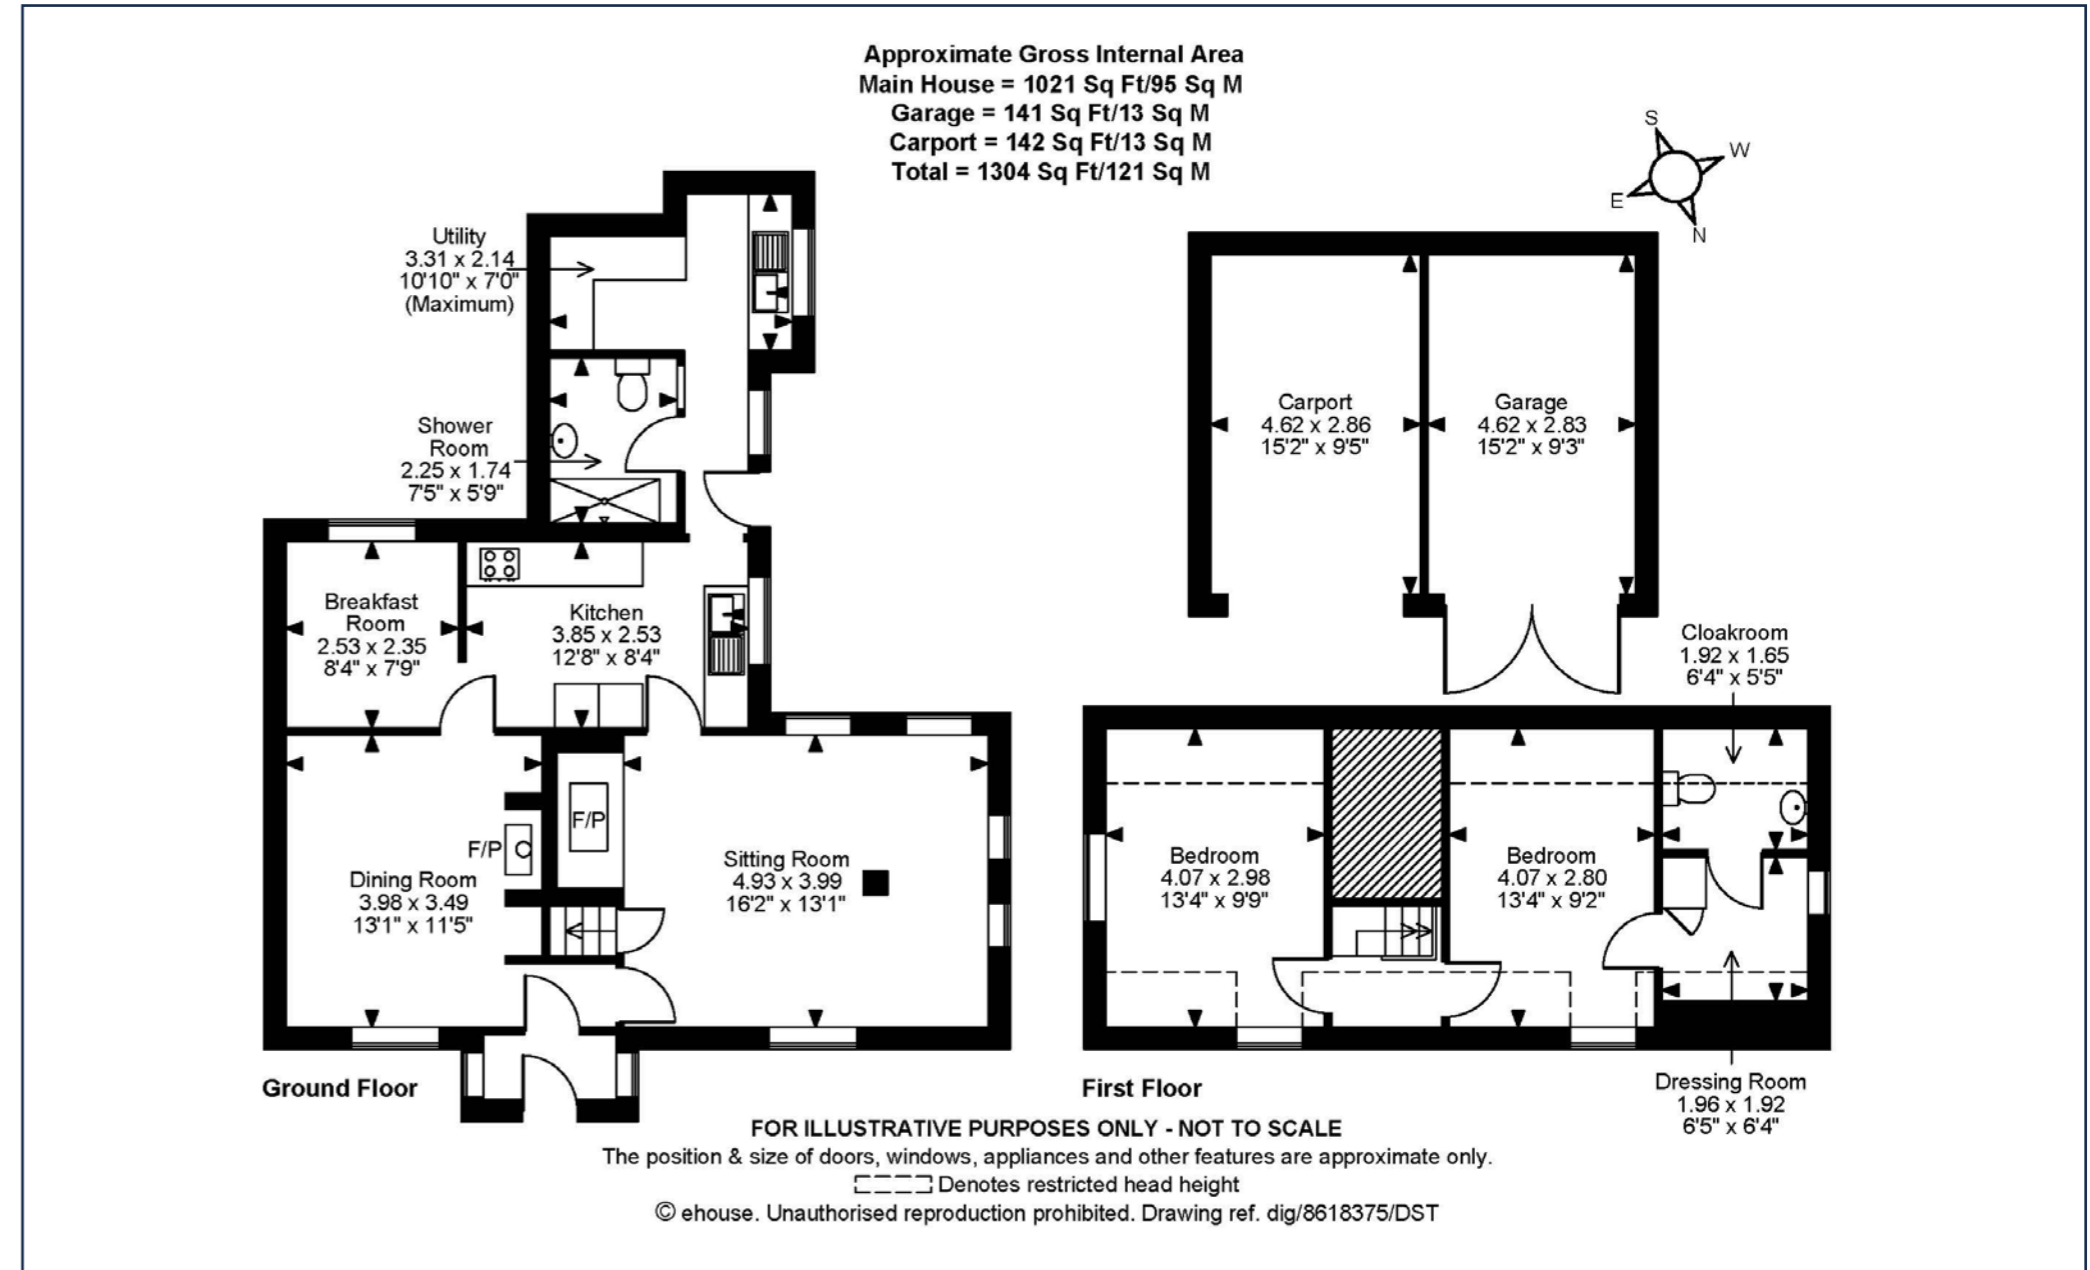 Approximate Gross Internal Area
Main House = 1021 Sq Ft/95 Sq M
Garage = 141 Sq Ft/13 Sq M
Carport = 142 Sq Ft/13 Sq M
Total = 1304 Sq Ft/121 Sq M
S
W
E
N
Utility
3.31 x 2.14
10'10" x 7'0"
(Maximum)
Shower
Room
2.25 x 1.74
7'5" x 5'9"
Breakfast
Room
2.53 x 2.35
8'4" x 7'9"
Kitchen
3.85 x 2.53
12'8" x 8'4"
F/P
F/P
Dining Room
3.98 x 3.49
13'1" x 11'5"
Sitting Room
4.93 x 3.99
16'2" x 13'1"
Ground Floor
Carport
4.62 x 2.86
15'2" x 9'5"
Garage
4.62 x 2.83
15'2" x 9'3"
Cloakroom
1.92 x 1.65
6'4" x 5'5"
Bedroom
4.07 x 2.98
13'4" x 9'9"
Bedroom
4.07 x 2.80
13'4" x 9'2"
First Floor
Dressing Room
1.96 x 1.92
6'5" x 6'4"
FOR ILLUSTRATIVE PURPOSES ONLY - NOT TO SCALE
The position & size of doors, windows, appliances and other features are approximate only.
Denotes restricted head height
© ehouse. Unauthorised reproduction prohibited. Drawing ref. dig/8618375/DST